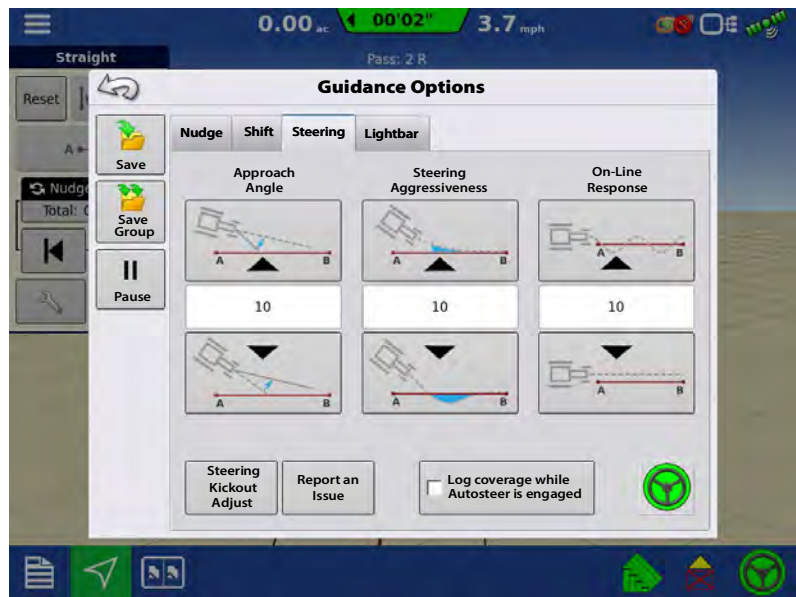 0.00 ac
00'02"
3.7 mph
Straight
Pass: 2 R
Guidance Options
Reset
Nudge
Shift
Steering
Lightbar
Save
Save
Group
Pause
A
Nudge
Total:
Approach
Angle
Steering
Aggressiveness
On-Line
Response
A B
A B
A B
10
10
10
A B
A B
A B
Steering
Kickout
Adjust
Report an
Issue
Log coverage while
Autosteer is engaged